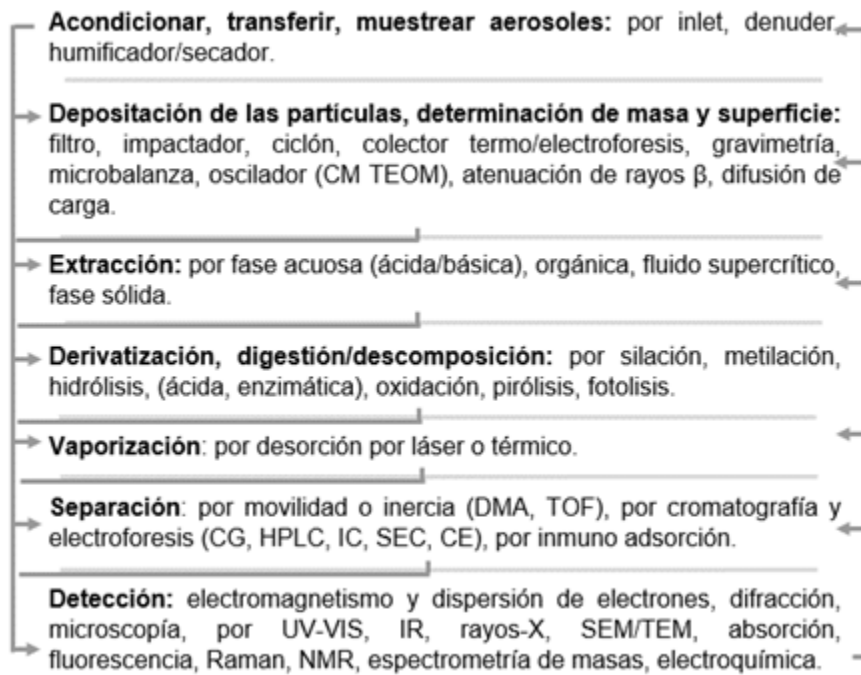 Acondicionar, transferir, muestrear aerosoles: por inlet, denuder,
humificador/secador.
Depositación de las partículas, determinación de masa y superficie:
filtro, impactador, ciclón, colector termo/electroforesis, gravimetría,
microbalanza, oscilador (CM TEOM), atenuación de rayos β, difusión de
carga.
Extracción: por fase acuosa (ácida/básica), orgánica, fluido supercrítico,
fase sólida.
Derivatización, digestión/descomposición: por silación, metilación,
hidrólisis, (ácida, enzimática), oxidación, pirólisis, fotolisis.
Vaporización: por desorción por láser o térmico.
Separación: por movilidad o inercia (DMA, TOF), por cromatografía y
electroforesis (CG, HPLC, IC, SEC, CE), por inmuno adsorción.
Detección: electromagnetismo y dispersión de electrones, difracción,
microscopía, por UV-VIS, IR, rayos-X, SEM/TEM, absorción,
fluorescencia, Raman, NMR, espectrometría de masas, electroquímica.